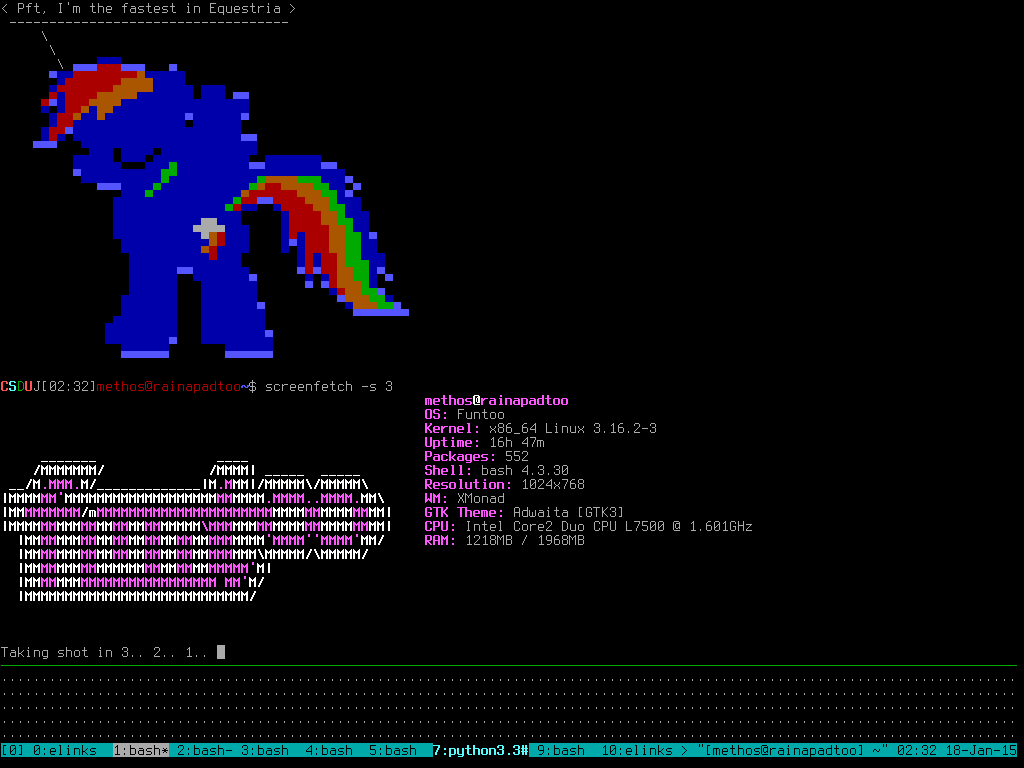 < Pft, I'm the fastest in Equestria >
CSDUJ[02:32]methos@rainapadtoo~$ screenfetch -s 3
methos@rainapadtoo
OS: Funtoo
Kernel: x86_64 Linux 3.16.2-3
Uptime: 16h 47m
Packages: 552
Shell: bash 4.3.30
Resolution: 1024x768
WM: XMonad
GTK Theme: Adwaita [GTK3]
CPU: Intel Core2 Duo CPU L7500 @ 1.601GHz
RAM: 1218MB / 1968MB
Taking shot in 3.. 2.. 1..
[0] 0:elinks 1:bash* 2:bash- 3:bash 4:bash 5:bash 7:python3.3# 9:bash 10:elinks > "[methos@rainapadtoo] ~" 02:32 18-Jan-15